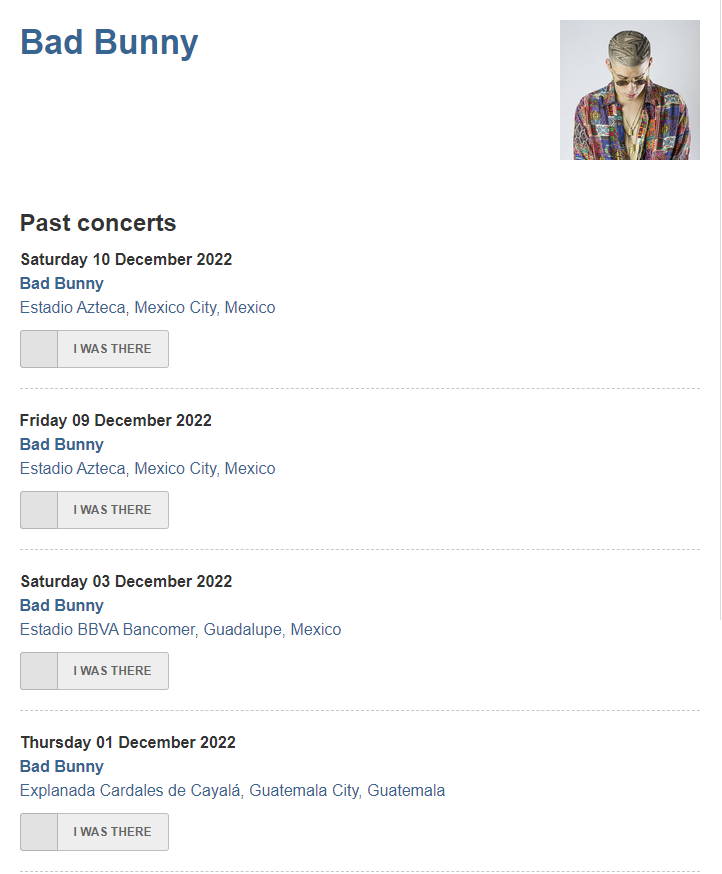 Bad Bunny
Past concerts
Saturday 10 December 2022
Bad Bunny
Estadio Azteca, Mexico City, Mexico
I WAS THERE
Friday 09 December 2022
Bad Bunny
Estadio Azteca, Mexico City, Mexico
I WAS THERE
Saturday 03 December 2022
Bad Bunny
Estadio BBVA Bancomer, Guadalupe, Mexico
I WAS THERE
Thursday 01 December 2022
Bad Bunny
Explanada Cardales de Cayalá, Guatemala City, Guatemala
I WAS THERE